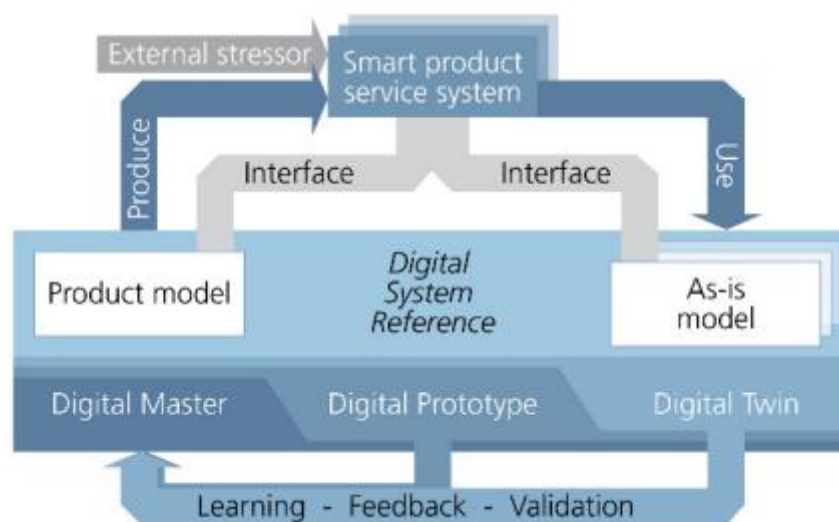 External stressor
Smart product
service system
Produce
Interface
Interface
Use
Product model
Digital
System
Reference
As-is
model
Digital Master
Digital Prototype
Digital Twin
Learning - Feedback - Validation